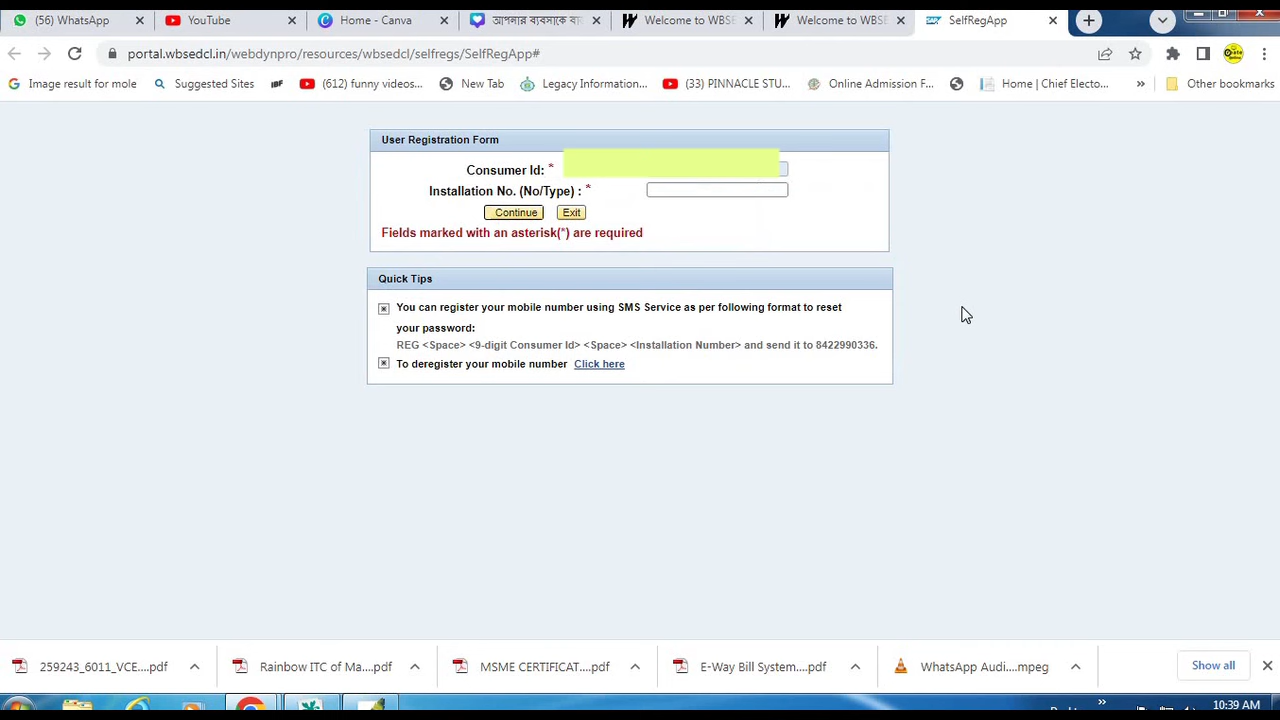 (56) WhatsApp
YouTube
Home - Canva
আপনার ব্যবসাকে বা
Welcome to WBSE
Welcome to WBSE
SelfRegApp
portal.wbsedcl.in/webdynpro/resources/wbsedcl/selfregs/SelfRegApp#
Image result for mole
Suggested Sites
(612) funny videos...
New Tab
Legacy Information...
(33) PINNACLE STU...
Online Admission F...
Home | Chief Electo...
»
Other bookmarks
User Registration Form
Consumer Id: *
Installation No. (No/Type) : *
Continue
Exit
Fields marked with an asterisk(*) are required
Quick Tips
You can register your mobile number using SMS Service as per following format to reset
your password:
REG <Space> <9-digit Consumer Id> <Space> <Installation Number> and send it to 8422990336.
To deregister your mobile number Click here
259243_6011_VCE....pdf
Rainbow ITC of Ma....pdf
MSME CERTIFICAT....pdf
E-Way Bill System....pdf
WhatsApp Audi....mpeg
Show all
10:39 AM